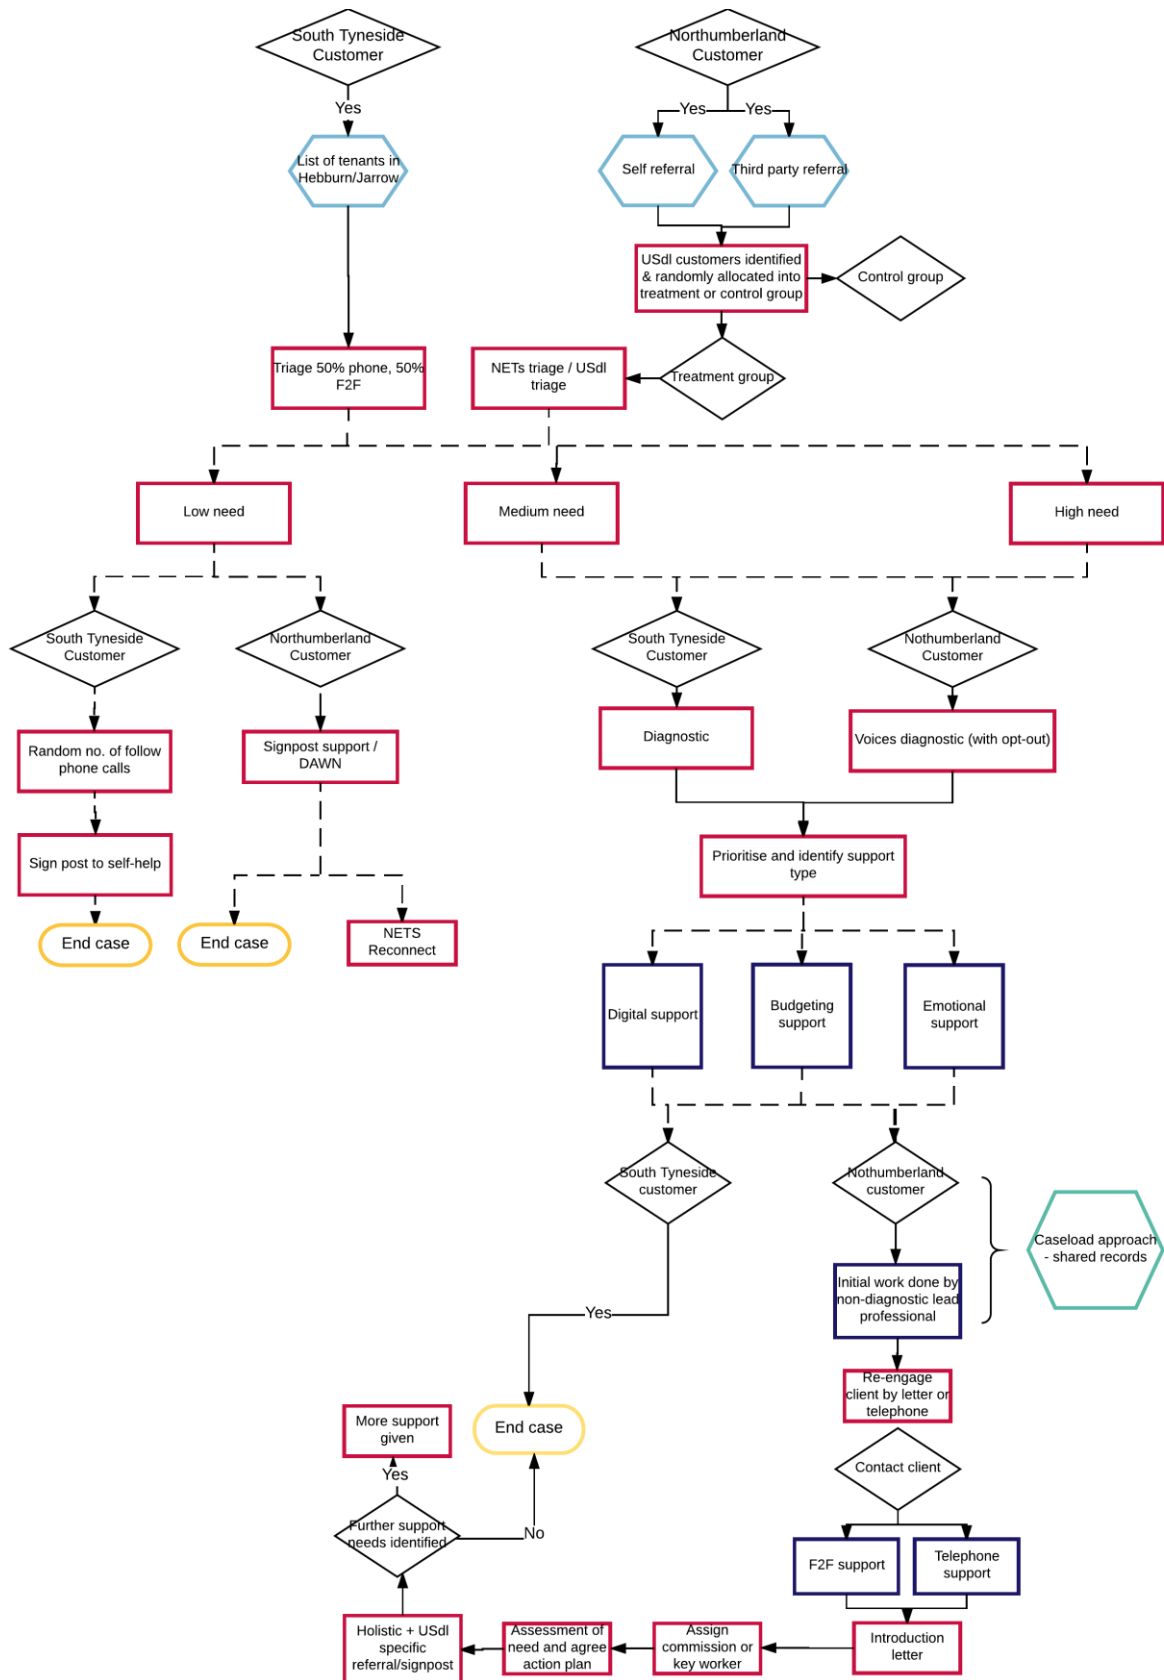 South Tyneside
Customer
Northumberland
Customer
Yes
Yes
Yes
List of tenants in
Hebburn/Jarrow
Self referral
Third party referral
USdl customers identified
& randomly allocated into
treatment or control group
Control group
Triage 50% phone, 50%
F2F
NETs triage / USdl
triage
Treatment group
Low need
Medium need
High need
South Tyneside
Customer
Northumberland
Customer
South Tyneside
Customer
Nothumberland
Customer
Random no. of follow
phone calls
Signpost support /
DAWN
Diagnostic
Voices diagnostic (with opt-out)
Sign post to self-help
Prioritise and identify support
type
End case
End case
NETS
Reconnect
Digital support
Budgeting
support
Emotional
support
South Tyneside
customer
Nothumberland
customer
Caseload approach
- shared records
Initial work done by
non-diagnostic lead
professional
Yes
Re-engage
client by letter or
telephone
More support
given
End case
Contact client
Yes
Further support
needs identified
No
F2F support
Telephone
support
Holistic + USdl
specific
referral/signpost
Assessment of
need and agree
action plan
Assign
commission or
key worker
Introduction
letter